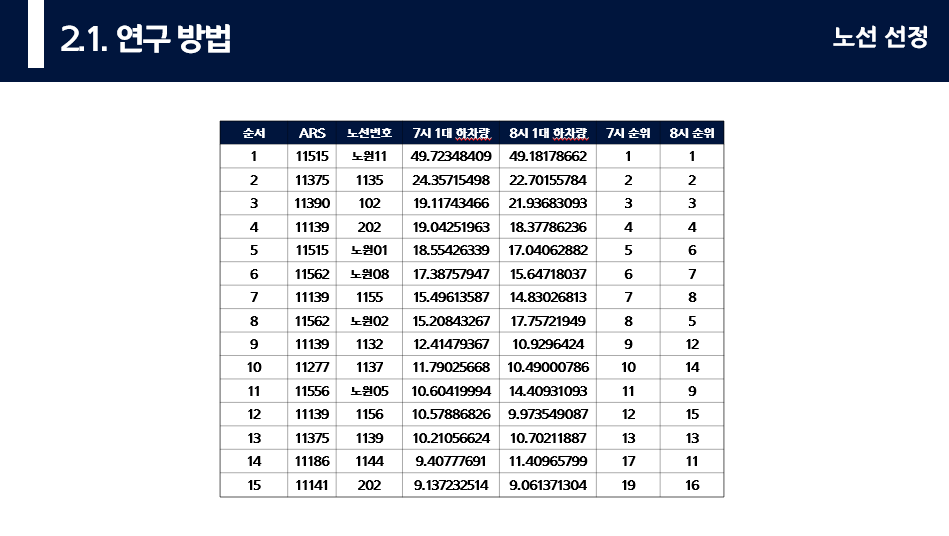 2.1. 연구 방법
노선 선정
순서 ARS 노선번호 7시 1대 하차량 8시 1대 하차량 7시 순위 8시 순위
1 11515 노원11 49.72348409 49.18178662 1 1
2 11375 1135 24.35715498 22.70155784 2 2
3 11390 102 19.11743466 21.93683093 3 3
4 11139 202 19.04251963 18.37786236 4 4
5 11515 노원01 18.55426339 17.04062882 5 6
6 11562 노원08 17.38757947 15.64718037 6 7
7 11139 1155 15.49613587 14.83026813 7 8
8 11562 노원02 15.20843267 17.75721949 8 5
9 11139 1132 12.41479367 10.9296424 9 12
10 11277 1137 11.79025668 10.49000786 10 14
11 11556 노원05 10.60419994 14.40931093 11 9
12 11139 1156 10.57886826 9.973549087 12 15
13 11375 1139 10.21056624 10.70211887 13 13
14 11186 1144 9.40777691 11.40965799 17 11
15 11141 202 9.137232514 9.061371304 19 16